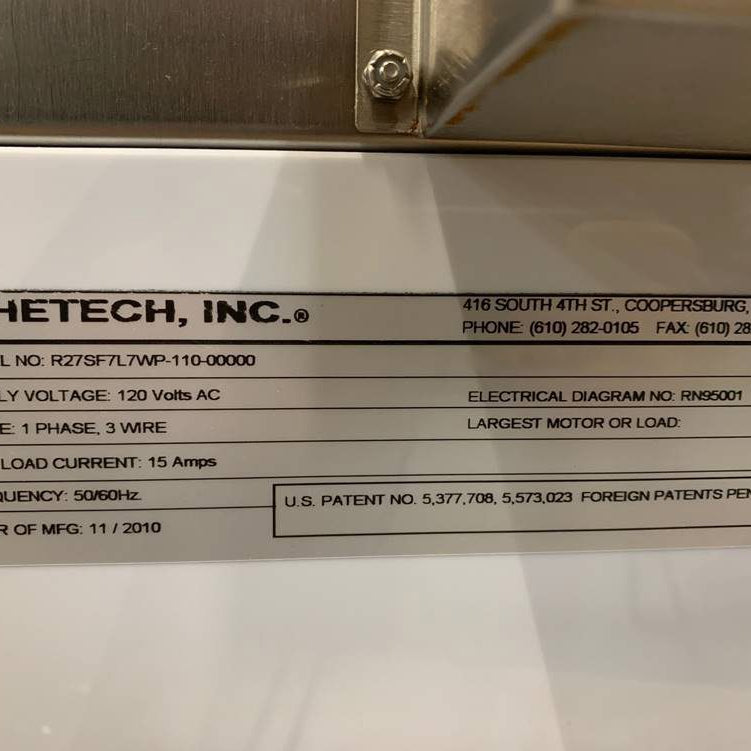 HETECH, INC.®
416 SOUTH 4TH ST., COOPERSBURG,
PHONE: (610) 282-0105 FAX: (610) 28
L NO: R27SF7L7WP-110-00000
LY VOLTAGE: 120 Volts AC
ELECTRICAL DIAGRAM NO: RN95001
E: 1 PHASE, 3 WIRE
LARGEST MOTOR OR LOAD:
LOAD CURRENT: 15 Amps
QUENCY: 50/60Hz.
U.S. PATENT NO. 5,377,708, 5,573,023 FOREIGN PATENTS PEN
R OF MFG: 11 / 2010